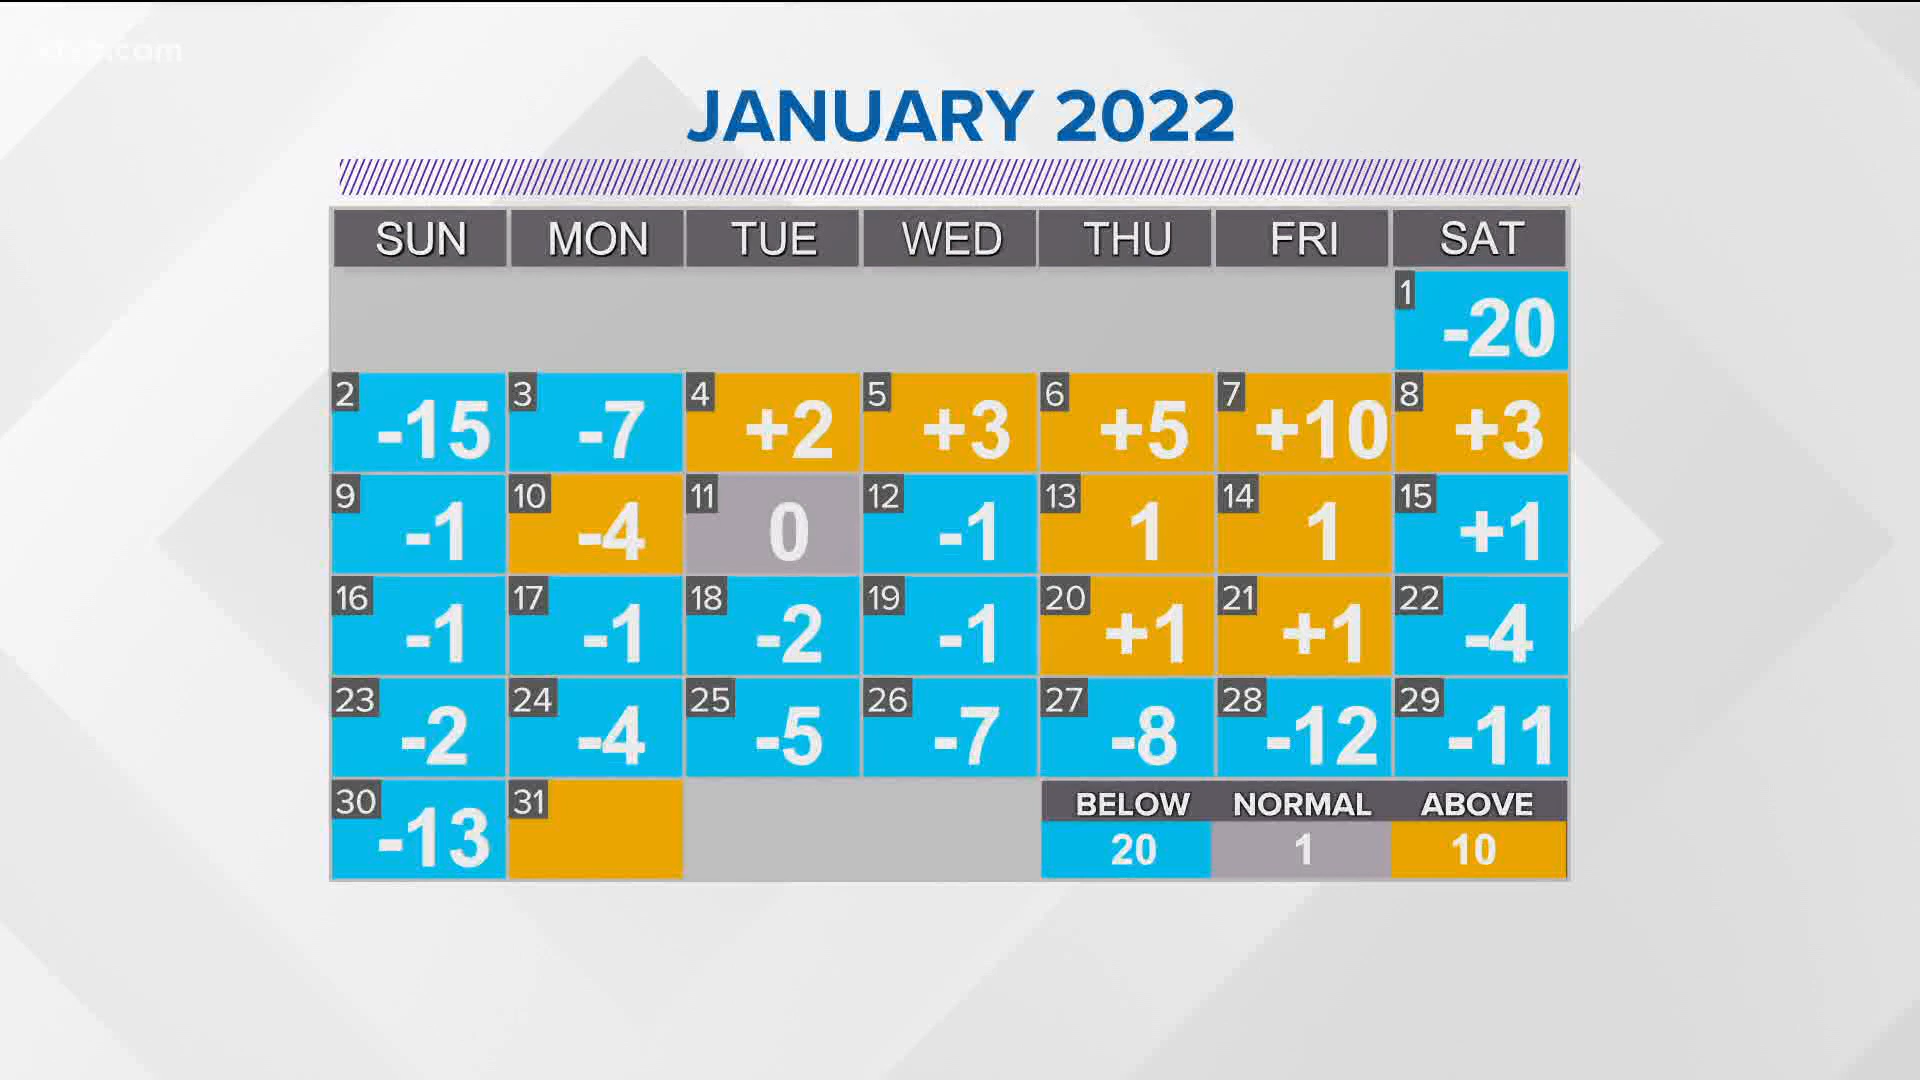 JANUARY 2022
SUN MON TUE WED THU FRI SAT
1 -20
2 -15 3 -7 4 +2 5 +3 6 +5 7 +10 8 +3
9 -1 10 -4 11 0 12 -1 13 1 14 1 15 +1
16 -1 17 -1 18 -2 19 -1 20 +1 21 +1 22 -4
23 -2 24 -4 25 -5 26 -7 27 -8 28 -12 29 -11
30 -13 31
BELOW NORMAL ABOVE
20 1 10